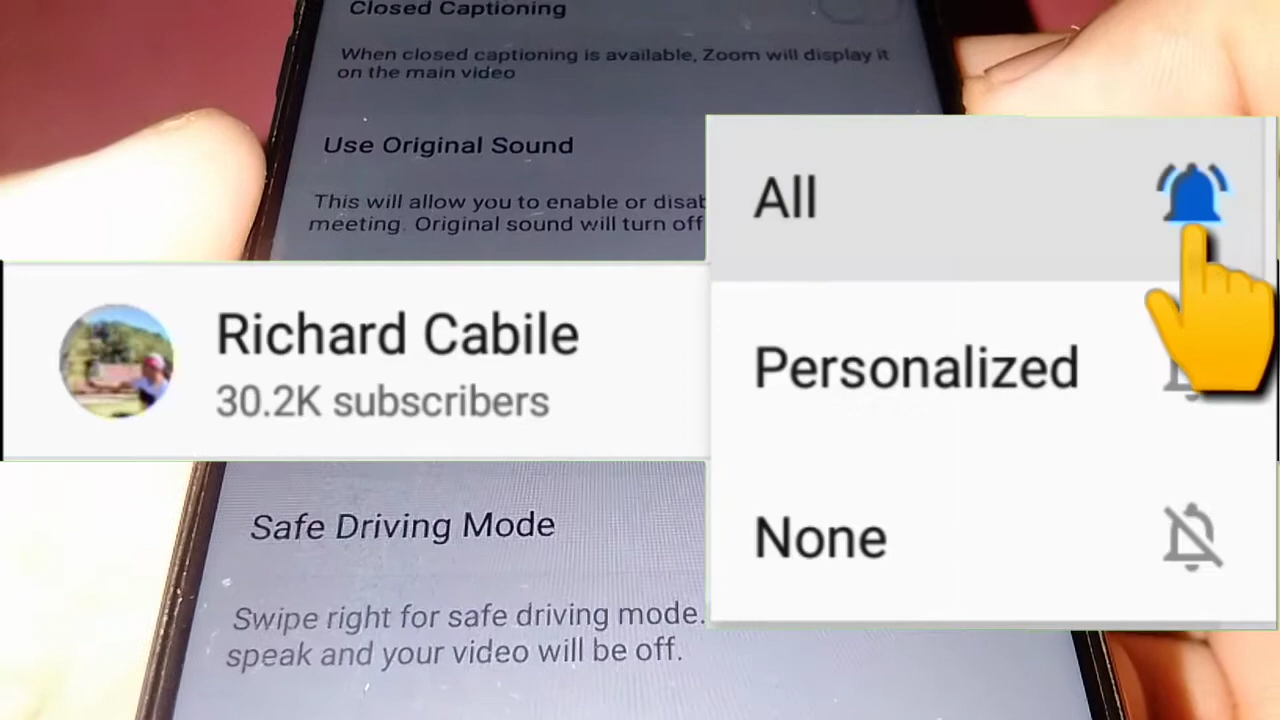 Closed Captioning
When closed captioning is available, Zoom will display it
on the main video
Use Original Sound
This will allow you to enable or disab
meeting. Original sound will turn off
All
Richard Cabile
30.2K subscribers
Personalized
None
Safe Driving Mode
Swipe right for safe driving mode.
speak and your video will be off.